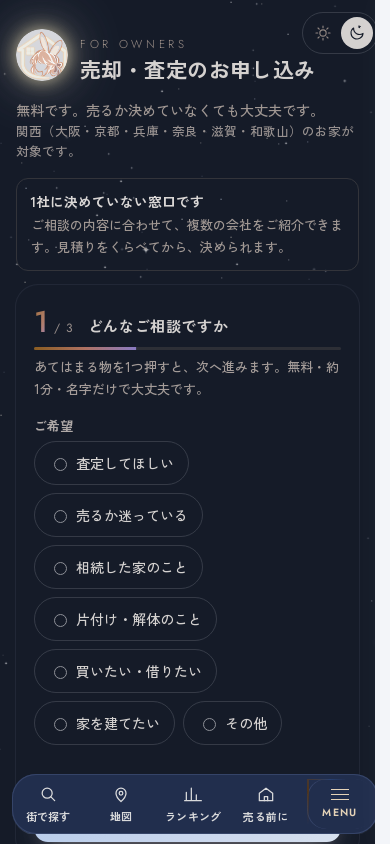 FOR OWNERS
売却・査定のお申し込み
無料です。売るか決めていなくても大丈夫です。
関西（大阪・京都・兵庫・奈良・滋賀・和歌山）のお家が
対象です。
1社に決めていない窓口です
ご相談の内容に合わせて、複数の会社をご紹介できま
す。見積りをくらべてから、決められます。
1 / 3 どんなご相談ですか
あてはまる物を1つ押すと、次へ進みます。無料・約
1分・名字だけで大丈夫です。
ご希望
査定してほしい
売るか迷っている
相続した家のこと
片付け・解体のこと
買いたい・借りたい
家を建てたい その他
街で探す 地図 ランキング 売る前に MENU